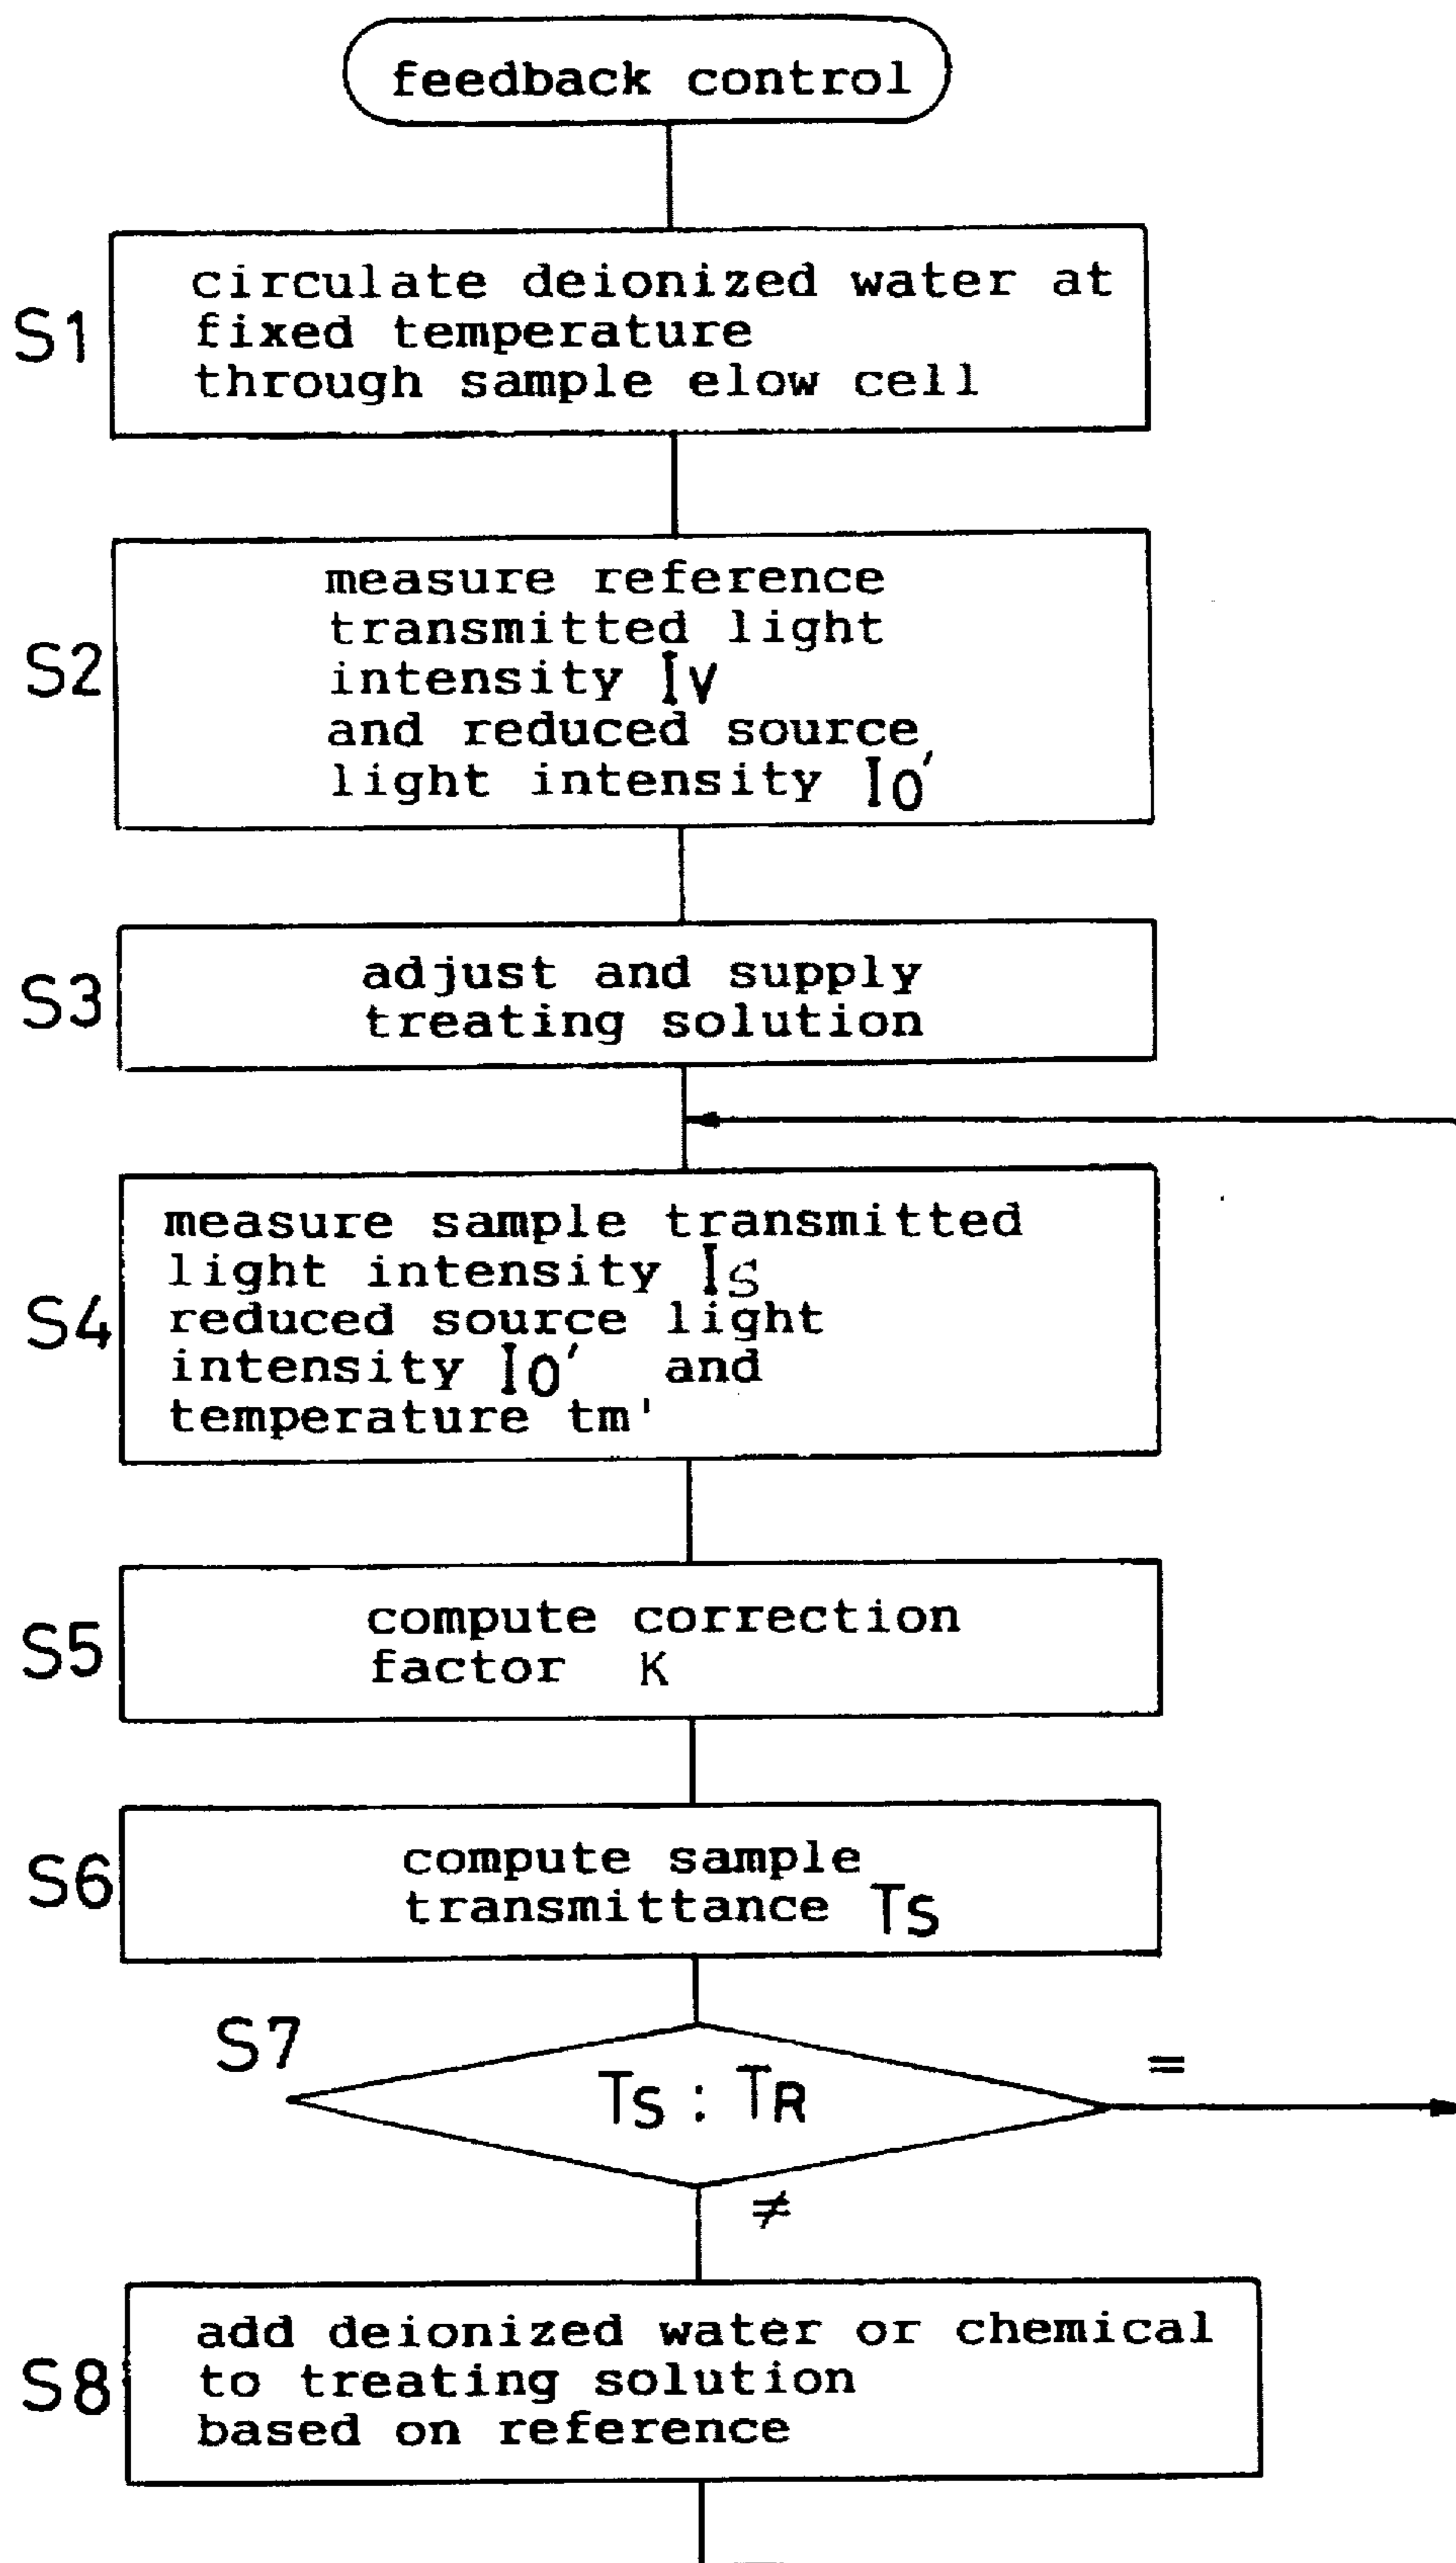 feedback control
S1
circulate deionized water at
fixed temperature
through sample elow cell
S2
measure reference
transmitted light
intensity Iv
and reduced source
light intensity Io'
S3
adjust and supply
treating solution
S4
measure sample transmitted
light intensity Is
reduced source light
intensity Io' and
temperature tm'
S5
compute correction
factor K
S6
compute sample
transmittance Ts
S7
Ts : TR
=
≠
S8
add deionized water or chemical
to treating solution
based on reference